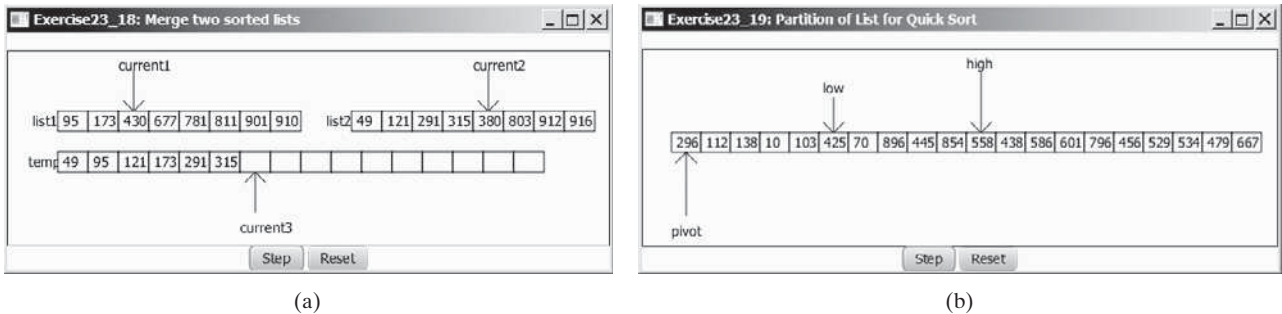 Exercise23_18: Merge two sorted lists
current1 current2
list1 95 173 430 677 781 811 901 910 list2 49 121 291 315 380 803 912 916
temp 49 95 121 173 291 315
current3
Step Reset
(a)
Exercise23_19: Partition of List for Quick Sort
high
low
296 112 138 10 103 425 70 896 445 854 558 438 586 601 796 456 529 534 479 667
pivot
Step Reset
(b)